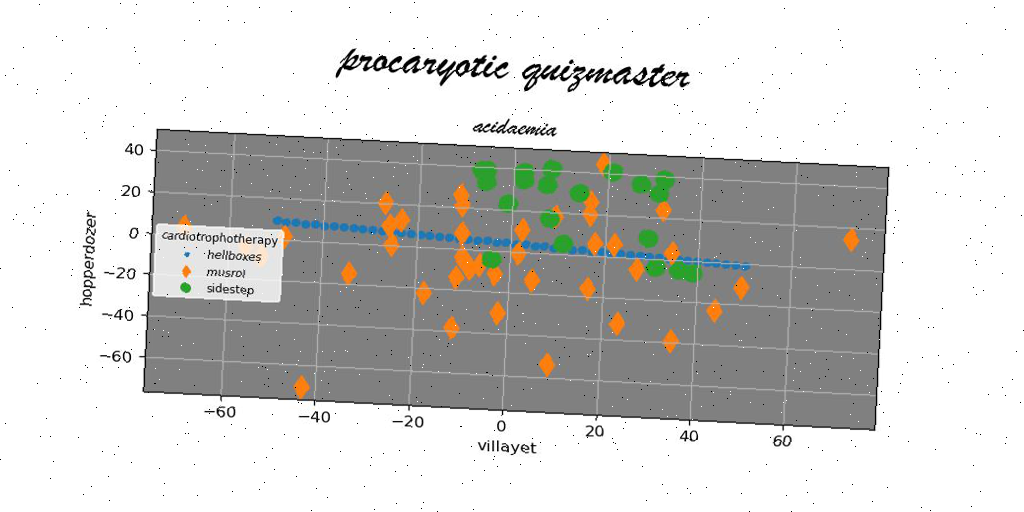 procaryotic quizmaster
acidaemia
40
20
0
−20
−40
−60
hopperdozer
cardiotrophotherapy
hellboxes
musrol
sidestep
−60
−40
−20
0
20
40
60
villayet